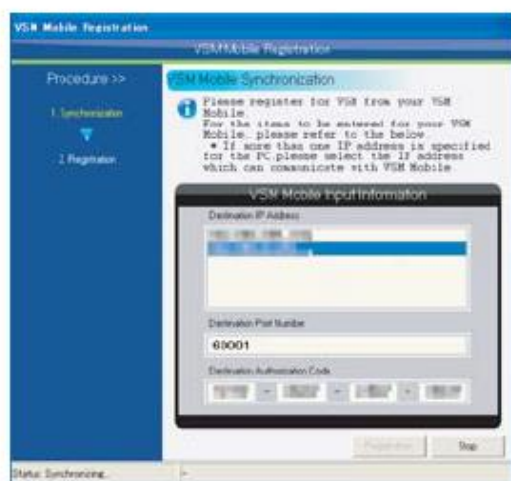 VSM Mobile Registration
VSM Mobile Registration
Procedure >>
1. Synchronization
2. Registration
VSM Mobile Synchronization
Please register for VSM from your VSM
Mobile.
For the items to be entered for your VSM
Mobile, please refer to the below
* If more than one IP address is specified
for the PC, please select the IP address
which can communicate with VSM Mobile
VSM Mobile Input Information
Destination IP Address
Destination Port Number
60001
Destination Authorization Code
- - -
Registration
Stop
Status: Synchronizing...